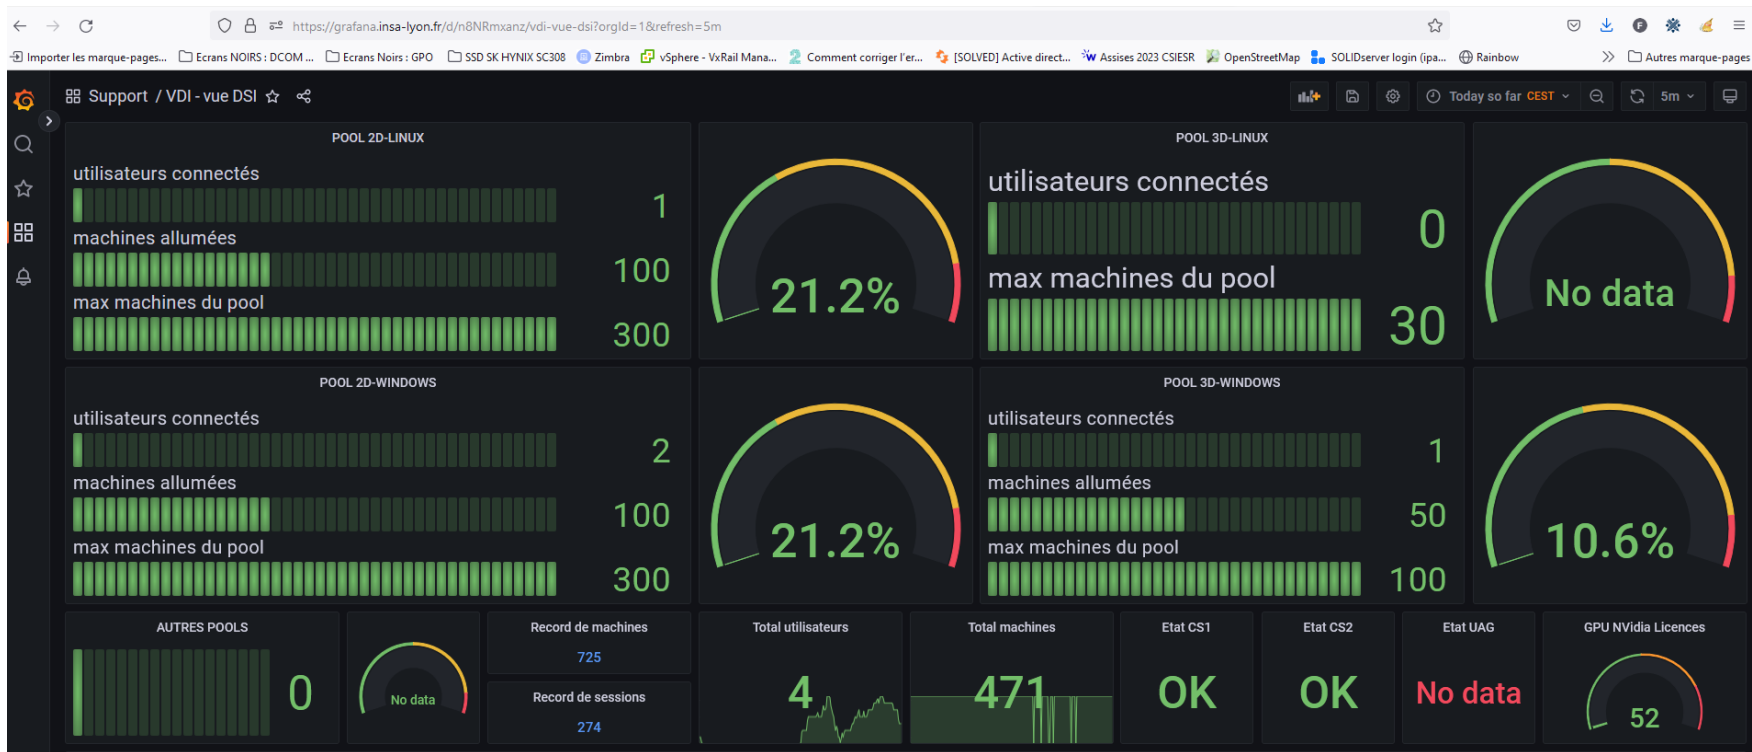 https://grafana.insa-lyon.fr/d/n8NRmxanz/vdi-vue-dsi?orgId=1&refresh=5m
Importer les marque-pages... Ecrans NOIRS : DCOM ... Ecrans Noirs : GPO SSD SK HYNIX SC308 Zimbra vSphere - VxRail Mana... Comment corriger l'er... [SOLVED] Active direct... Assises 2023 CSIESR OpenStreetMap SOLIDserver login (ipa... Rainbow Autres marque-pages
Support / VDI - vue DSI Today so far CEST 5m
POOL 2D-LINUX
utilisateurs connectés
1
machines allumées
100
max machines du pool
300
21.2%
POOL 3D-LINUX
utilisateurs connectés
0
max machines du pool
30
No data
POOL 2D-WINDOWS
utilisateurs connectés
2
machines allumées
100
max machines du pool
300
21.2%
POOL 3D-WINDOWS
utilisateurs connectés
1
machines allumées
50
max machines du pool
100
10.6%
AUTRES POOLS
0
No data
Record de machines
725
Record de sessions
274
Total utilisateurs
4
Total machines
471
Etat CS1
OK
Etat CS2
OK
Etat UAG
No data
GPU NVidia Licences
52